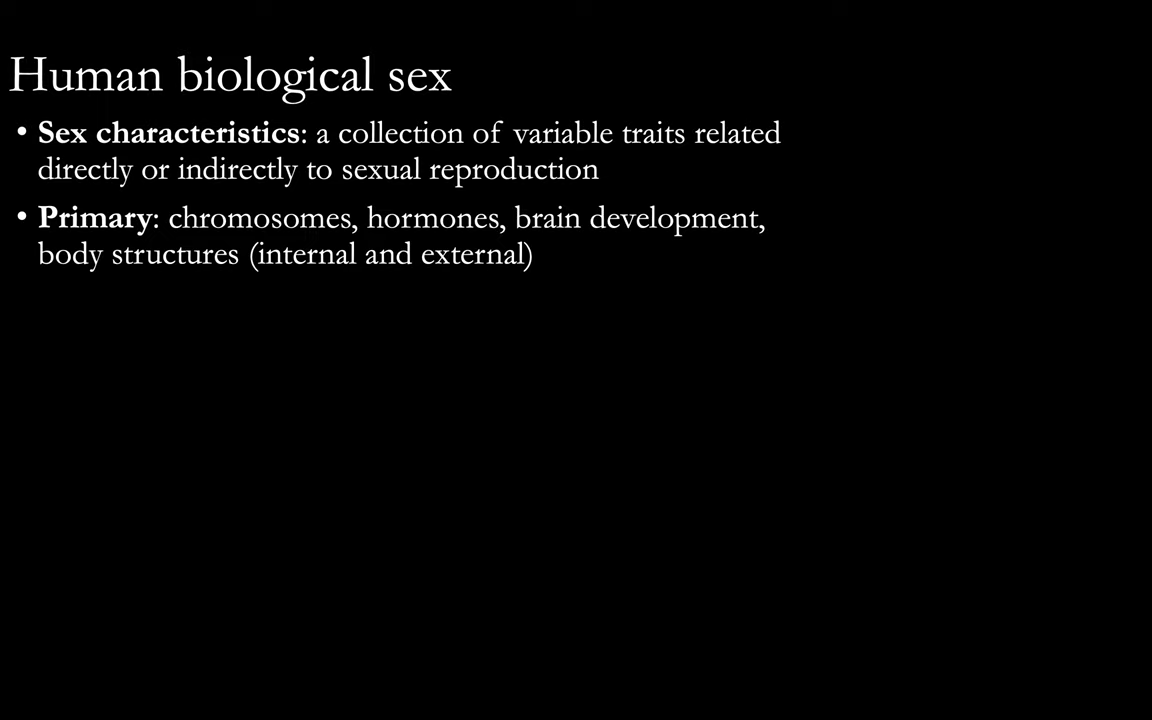 Human biological sex
• Sex characteristics: a collection of variable traits related
directly or indirectly to sexual reproduction
• Primary: chromosomes, hormones, brain development,
body structures (internal and external)